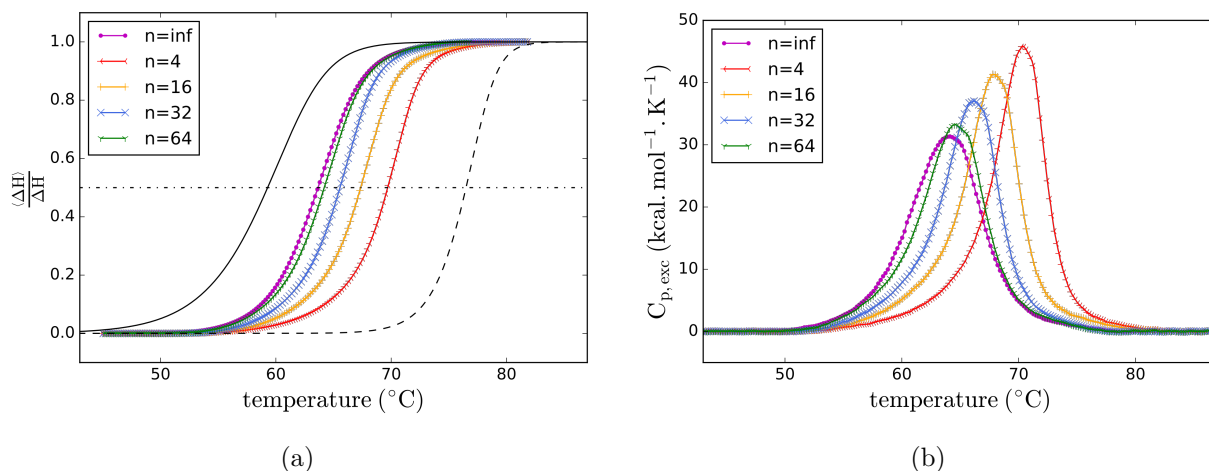 n=inf
n=4
n=16
n=32
n=64
1.0
0.8
0.6
0.4
0.2
0.0
⟨ΔH⟩
ΔH
50
60
70
80
temperature (°C)
(a)
n=inf
n=4
n=16
n=32
n=64
50
40
30
20
10
0
C_{p,exc} (kcal. mol^{−1}. K^{−1})
50
60
70
80
temperature (°C)
(b)